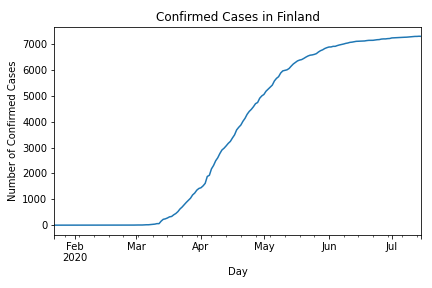 Confirmed Cases in Finland
Number of Confirmed Cases
7000
6000
5000
4000
3000
2000
1000
0
Feb Mar Apr May Jun Jul
2020
Day